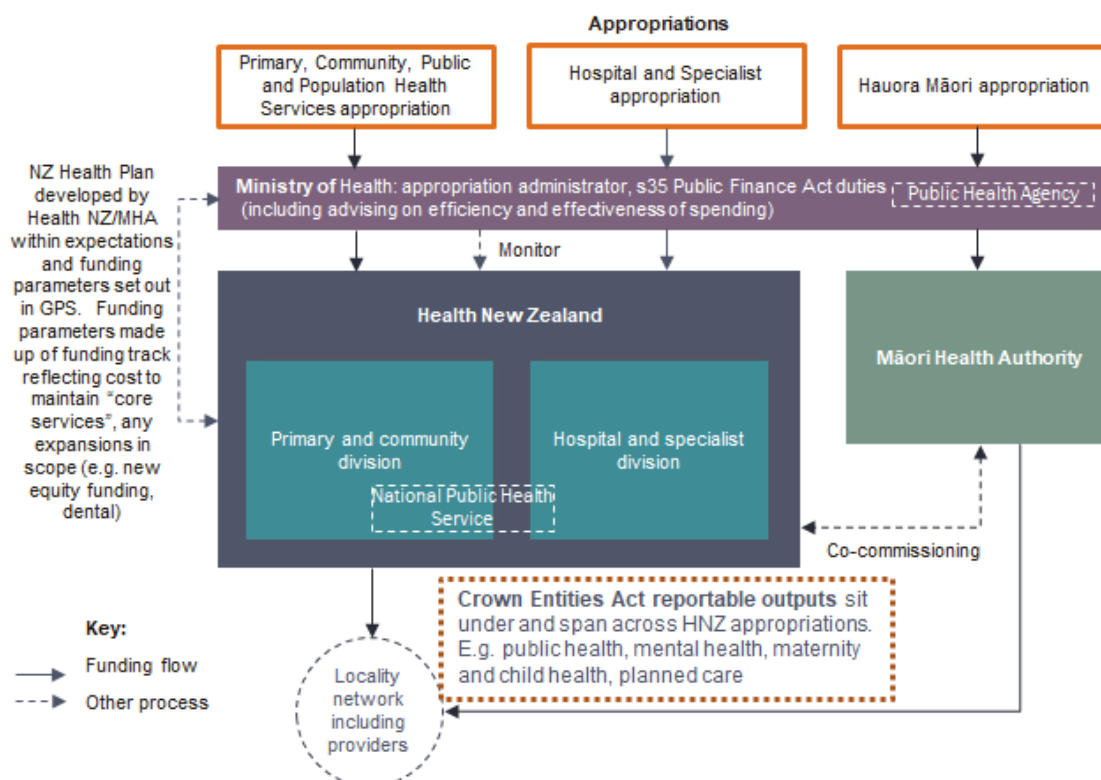 Appropriations
Primary, Community, Public
and Population Health
Services appropriation
Hospital and Specialist
appropriation
Hauora Māori appropriation
NZ Health Plan
developed by
Health NZ/MHA
within expectations
and funding
parameters set out
in GPS. Funding
parameters made
up of funding track
reflecting cost to
maintain “core
services”, any
expansions in
scope (e.g. new
equity funding,
dental)
Ministry of Health: appropriation administrator, s35 Public Finance Act duties
(including advising on efficiency and effectiveness of spending)
Public Health Agency
Monitor
Health New Zealand
Māori Health Authority
Primary and community
division
Hospital and specialist
division
National Public Health
Service
Co-commissioning
Crown Entities Act reportable outputs sit
under and span across HNZ appropriations.
E.g. public health, mental health, maternity
and child health, planned care
Key:
Funding flow
Other process
Locality
network
including
providers